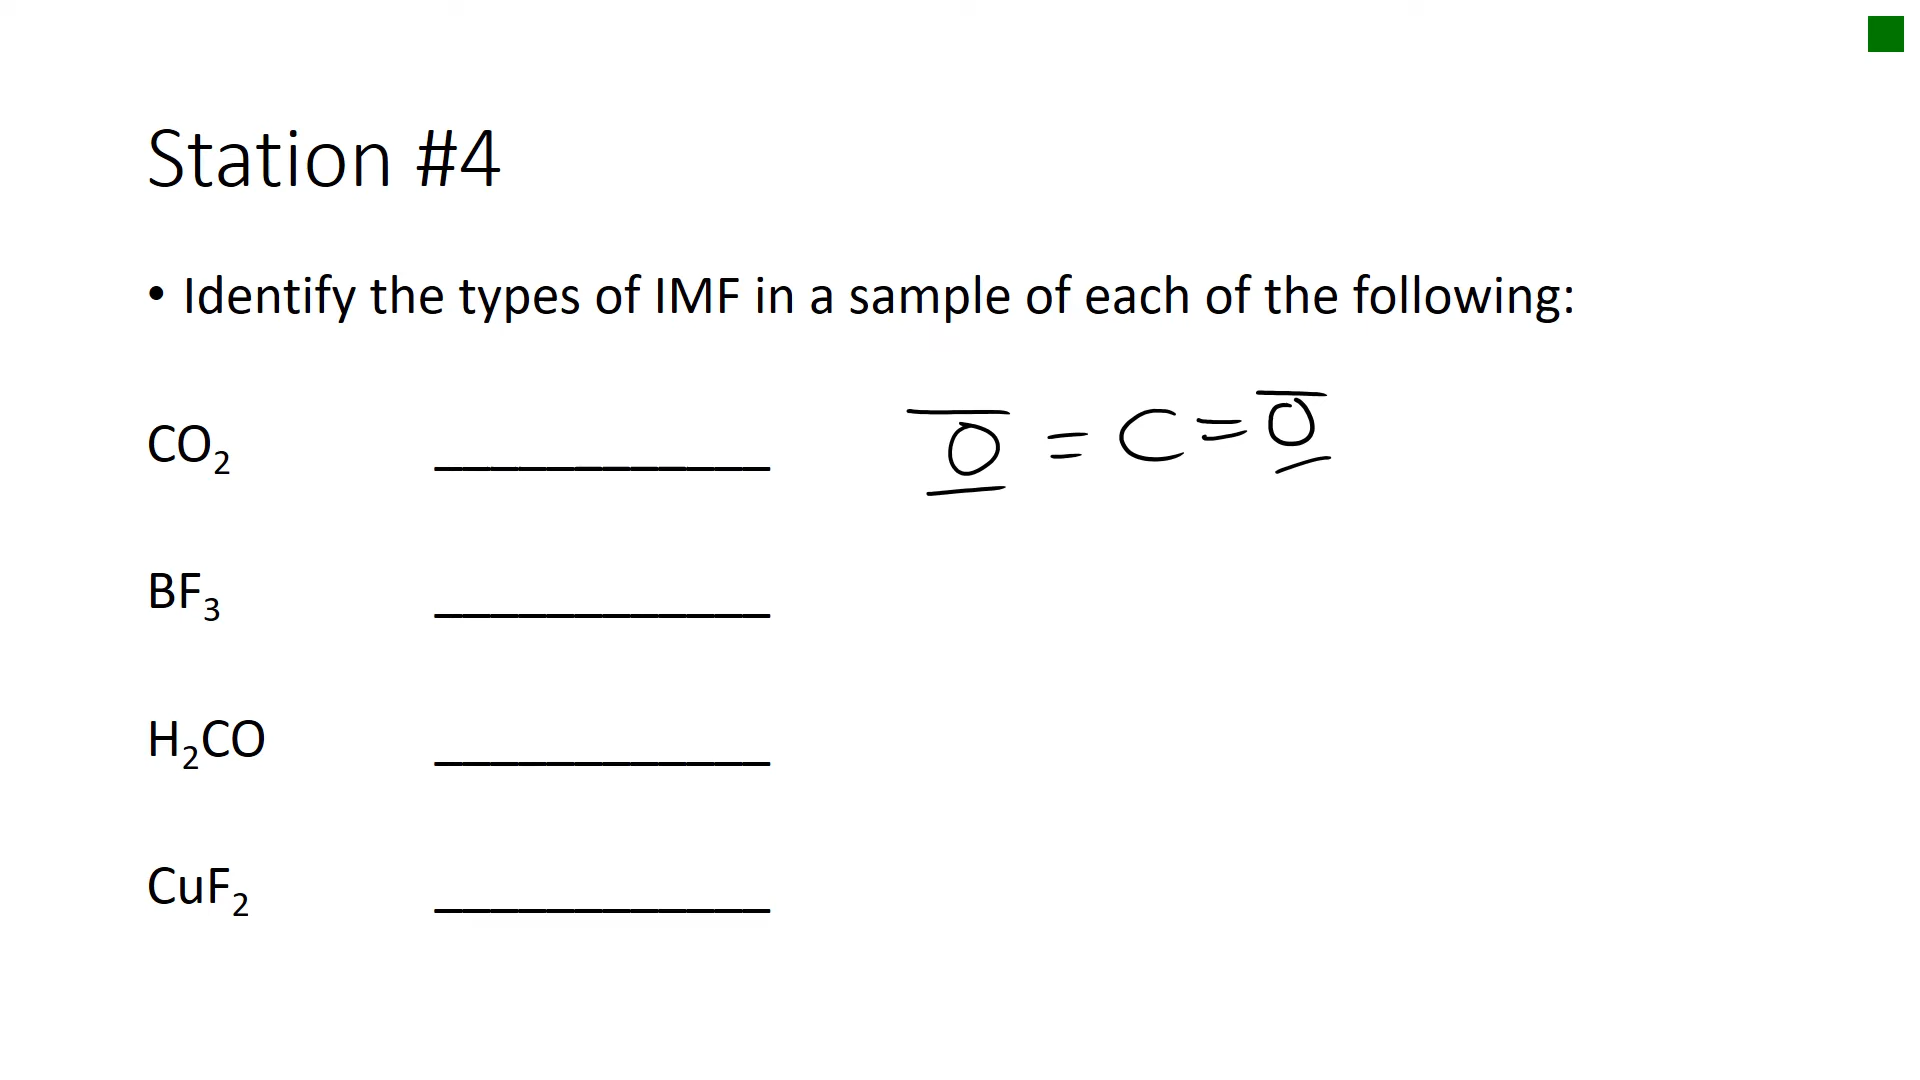 Station #4
• Identify the types of IMF in a sample of each of the following:
CO₂ ____________ O = C = O
BF₃ ____________
H₂CO ____________
CuF₂ ____________